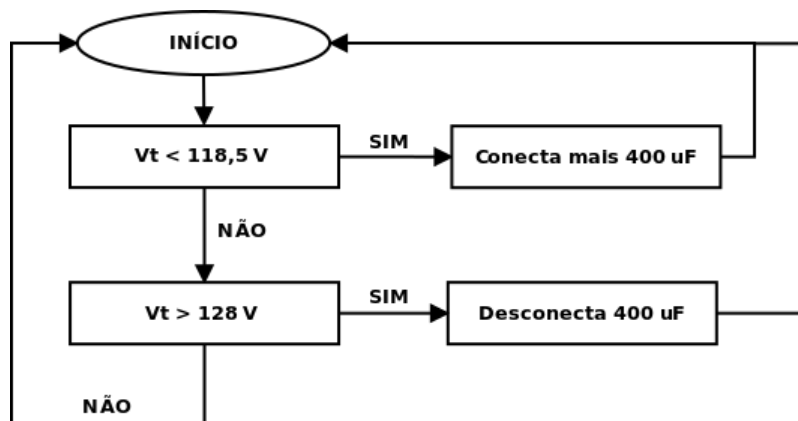 INÍCIO
Vt < 118,5 V
SIM
Conecta mais 400 uF
NÃO
Vt > 128 V
SIM
Desconecta 400 uF
NÃO